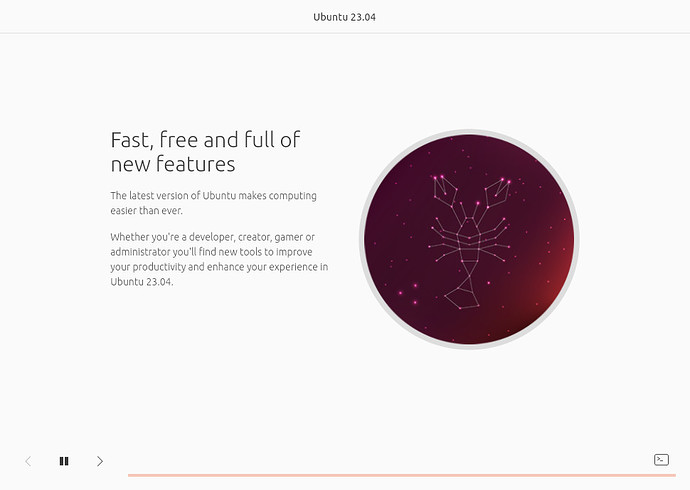 Ubuntu 23.04
Fast, free and full of
new features
The latest version of Ubuntu makes computing
easier than ever.
Whether you're a developer, creator, gamer or
administrator you'll find new tools to improve
your productivity and enhance your experience in
Ubuntu 23.04.